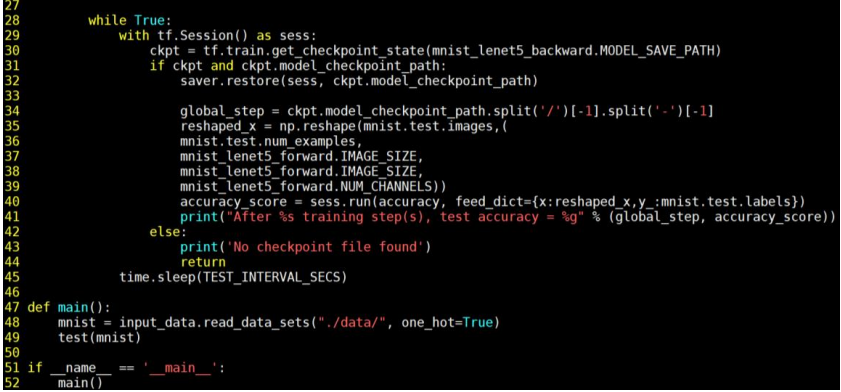 27
28         while True:
29             with tf.Session() as sess:
30                 ckpt = tf.train.get_checkpoint_state(mnist_lenet5_backward.MODEL_SAVE_PATH)
31                 if ckpt and ckpt.model_checkpoint_path:
32                     saver.restore(sess, ckpt.model_checkpoint_path)
33
34                     global_step = ckpt.model_checkpoint_path.split('/')[-1].split('-')[-1]
35                     reshaped_x = np.reshape(mnist.test.images,(
36                     mnist.test.num_examples,
37                     mnist_lenet5_forward.IMAGE_SIZE,
38                     mnist_lenet5_forward.IMAGE_SIZE,
39                     mnist_lenet5_forward.NUM_CHANNELS))
40                     accuracy_score = sess.run(accuracy, feed_dict={x:reshaped_x,y_:mnist.test.labels})
41                     print("After %s training step(s), test accuracy = %g" % (global_step, accuracy_score))
42                 else:
43                     print('No checkpoint file found')
44                     return
45             time.sleep(TEST_INTERVAL_SECS)
46
47 def main():
48     mnist = input_data.read_data_sets("./data/", one_hot=True)
49     test(mnist)
50
51 if __name__ == '__main__':
52     main()